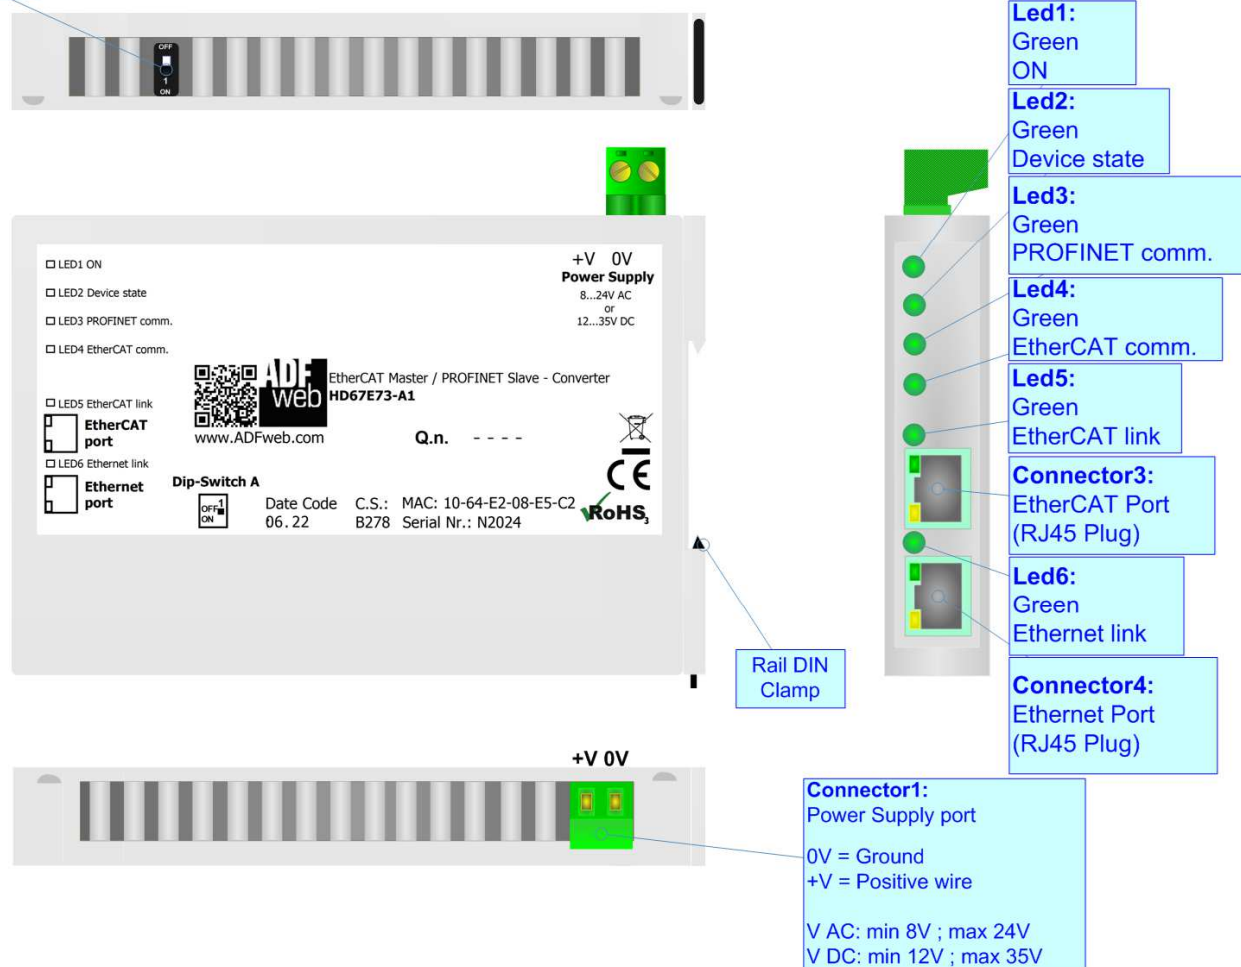 OFF
1
ON
LED1 ON
LED2 Device state
LED3 PROFINET comm.
LED4 EtherCAT comm.
+V 0V
Power Supply
8...24V AC
or
12...35V DC
ADF
web
www.ADFweb.com
EtherCAT Master / PROFINET Slave - Converter
HD67E73-A1
LED5 EtherCAT link
EtherCAT
port
LED6 Ethernet link
Ethernet
port
Q.n. - - - -
Dip-Switch A
1
OFF
ON
Date Code
06.22
C.S.:
B278
MAC: 10-64-E2-08-E5-C2
Serial Nr.: N2024
CE
RoHS3
Rail DIN
Clamp
Led1:
Green
ON
Led2:
Green
Device state
Led3:
Green
PROFINET comm.
Led4:
Green
EtherCAT comm.
Led5:
Green
EtherCAT link
Connector3:
EtherCAT Port
(RJ45 Plug)
Led6:
Green
Ethernet link
Connector4:
Ethernet Port
(RJ45 Plug)
+V 0V
Connector1:
Power Supply port
0V = Ground
+V = Positive wire
V AC: min 8V ; max 24V
V DC: min 12V ; max 35V